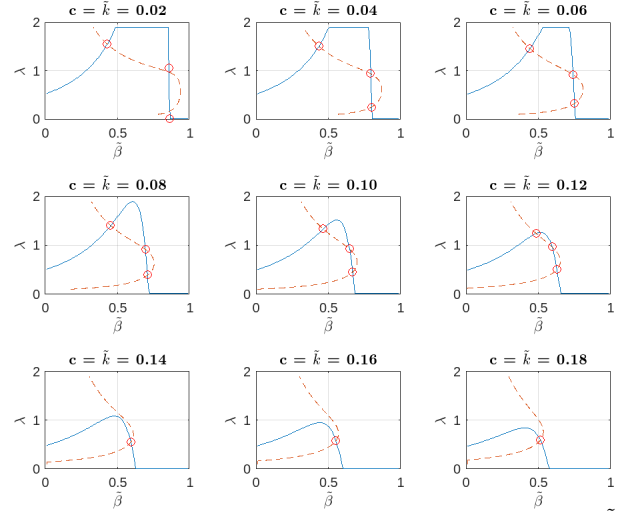 c = k̃ = 0.02
c = k̃ = 0.04
c = k̃ = 0.06
2
1
0
λ
0
0.5
1
β̃
2
1
0
λ
0
0.5
1
β̃
2
1
0
λ
0
0.5
1
β̃
c = k̃ = 0.08
c = k̃ = 0.10
c = k̃ = 0.12
2
1
0
λ
0
0.5
1
β̃
2
1
0
λ
0
0.5
1
β̃
2
1
0
λ
0
0.5
1
β̃
c = k̃ = 0.14
c = k̃ = 0.16
c = k̃ = 0.18
2
1
0
λ
0
0.5
1
β̃
2
1
0
λ
0
0.5
1
β̃
2
1
0
λ
0
0.5
1
β̃